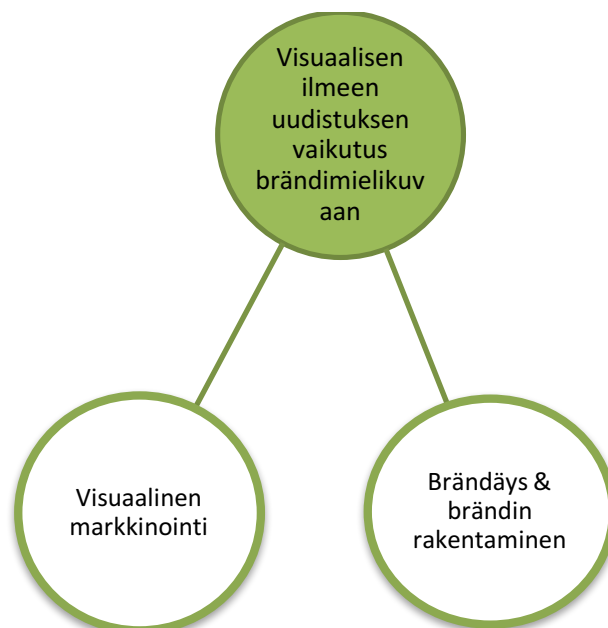 Visuaalisen
ilmeen
uudistuksen
vaikutus
brändimielikuv
aan
Visuaalinen
markkinointi
Brändäys &
brändin
rakentaminen